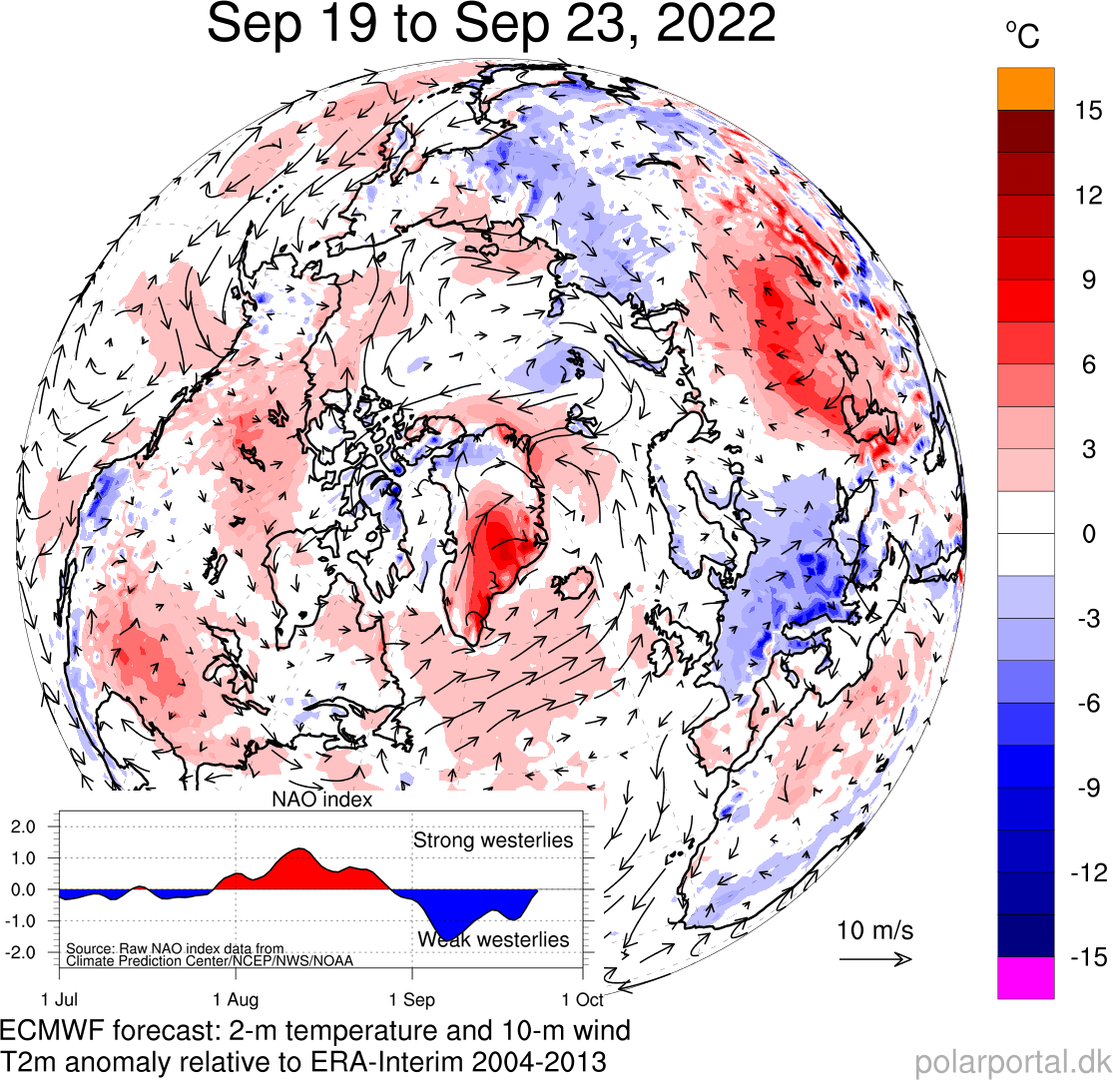 Sep 19 to Sep 23, 2022
°C
15
12
9
6
3
0
-3
-6
-9
-12
-15
10 m/s
NAO index
2.0
1.0
0.0
-1.0
-2.0
Strong westerlies
Weak westerlies
Source: Raw NAO index data from
Climate Prediction Center/NCEP/NWS/NOAA
1 Jul
1 Aug
1 Sep
1 Oct
ECMWF forecast: 2-m temperature and 10-m wind
T2m anomaly relative to ERA-Interim 2004-2013
polarportal.dk